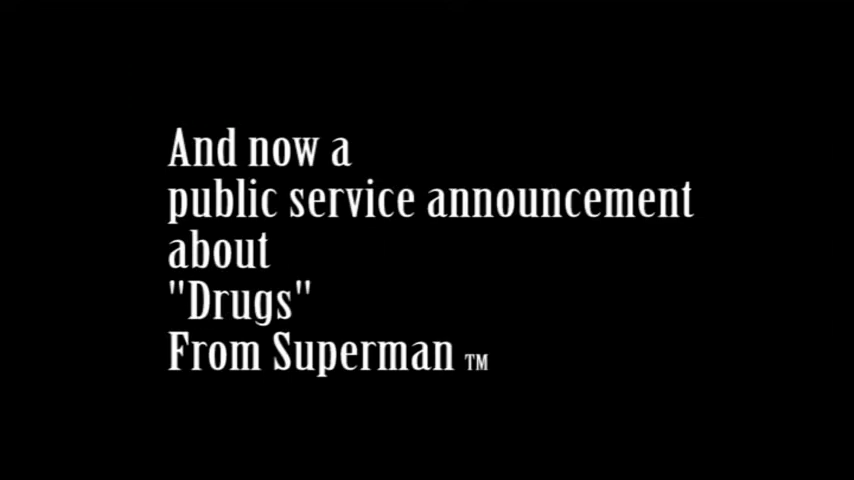 And now a
public service announcement
about
"Drugs"
From Superman ™